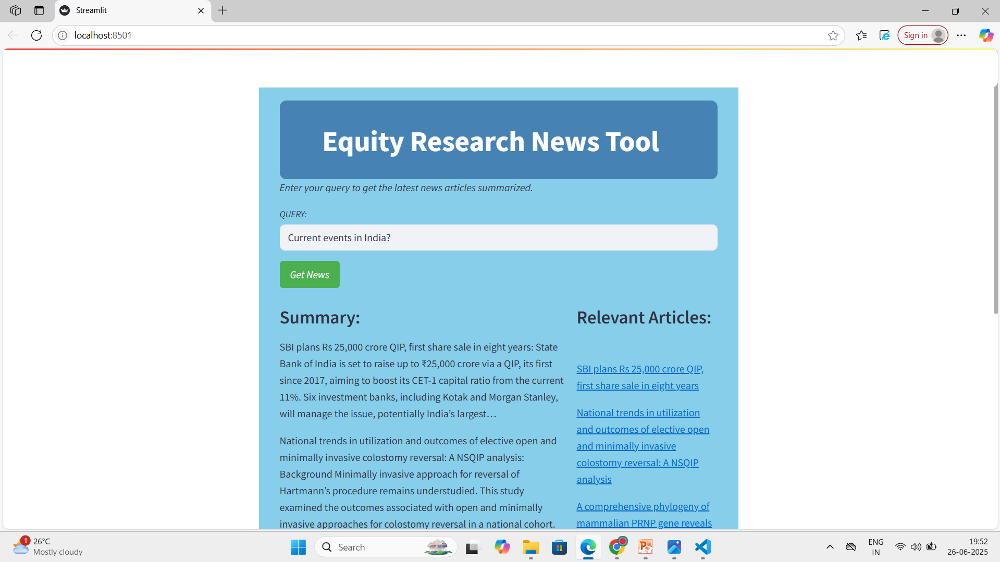 Streamlit
localhost:8501
Sign in
Equity Research News Tool
Enter your query to get the latest news articles summarized.
QUERY:
Current events in India?
Get News
Summary:
SBI plans Rs 25,000 crore QIP, first share sale in eight years: State
Bank of India is set to raise up to ₹25,000 crore via a QIP, its first
since 2017, aiming to boost its CET-1 capital ratio from the current
11%. Six investment banks, including Kotak and Morgan Stanley,
will manage the issue, potentially India’s largest…
National trends in utilization and outcomes of elective open and
minimally invasive colostomy reversal: A NSQIP analysis:
Background Minimally invasive approach for reversal of
Hartmann’s procedure remains understudied. This study
examined the outcomes associated with open and minimally
invasive approaches for colostomy reversal in a national cohort.
Relevant Articles:
SBI plans Rs 25,000 crore QIP,
first share sale in eight years
National trends in utilization
and outcomes of elective open
and minimally invasive
colostomy reversal: A NSQIP
analysis
A comprehensive phylogeny of
mammalian PRNP gene reveals
1
26°C
Mostly cloudy
Search
ENG
IN
19:52
26-06-2025